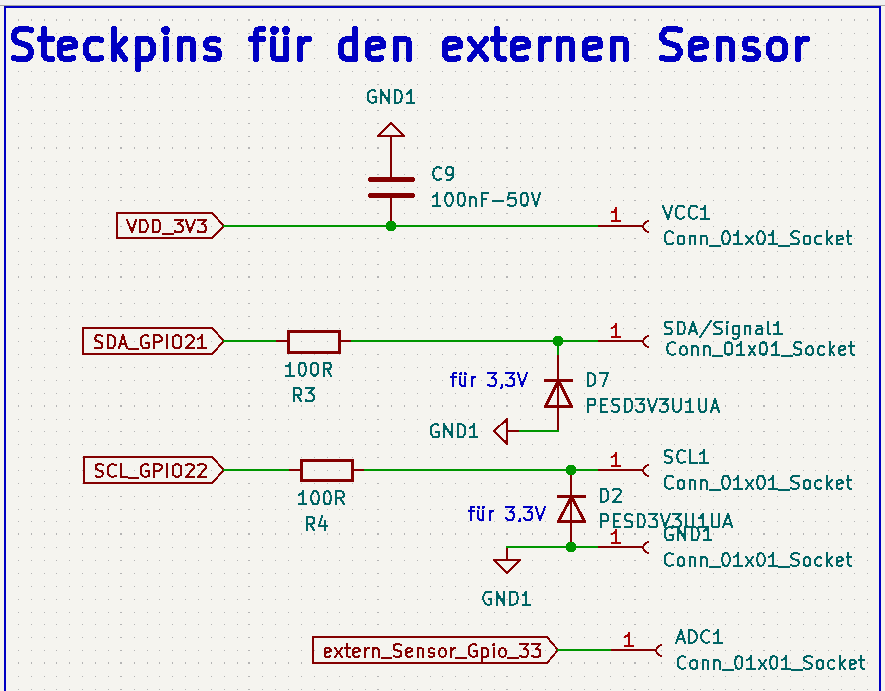 Steckpins für den externen Sensor
GND1
C9
100nF-50V
VDD_3V3
1
VCC1
Conn_01x01_Socket
SDA_GPIO21
100R
R3
1
SDA/Signal1
Conn_01x01_Socket
für 3,3V
D7
PESD3V3U1UA
GND1
SCL_GPIO22
100R
R4
1
SCL1
Conn_01x01_Socket
für 3,3V
D2
PESD3V3U1UA
1
GND1
Conn_01x01_Socket
GND1
extern_Sensor_Gpio_33
1
ADC1
Conn_01x01_Socket